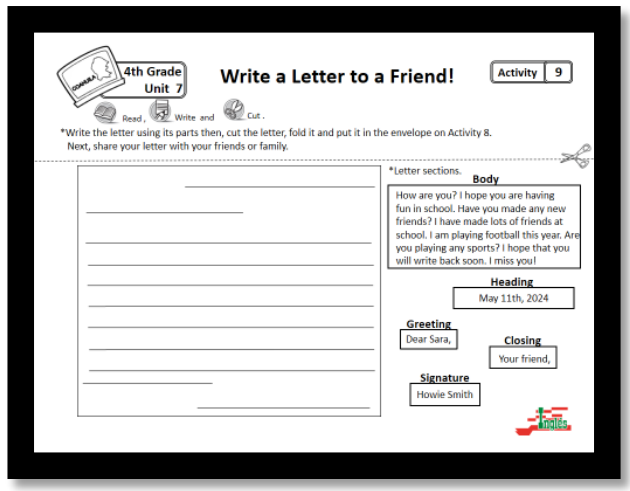 COAHUILA
4th Grade
Unit 7
Write a Letter to a Friend!
Activity 9
Read, Write and Cut.
*Write the letter using its parts then, cut the letter, fold it and put it in the envelope on Activity 8.
Next, share your letter with your friends or family.
*Letter sections.
Body
How are you? I hope you are having
fun in school. Have you made any new
friends? I have made lots of friends at
school. I am playing football this year. Are
you playing any sports? I hope that you
will write back soon. I miss you!
Heading
May 11th, 2024
Greeting
Dear Sara,
Closing
Your friend,
Signature
Howie Smith
Inglés